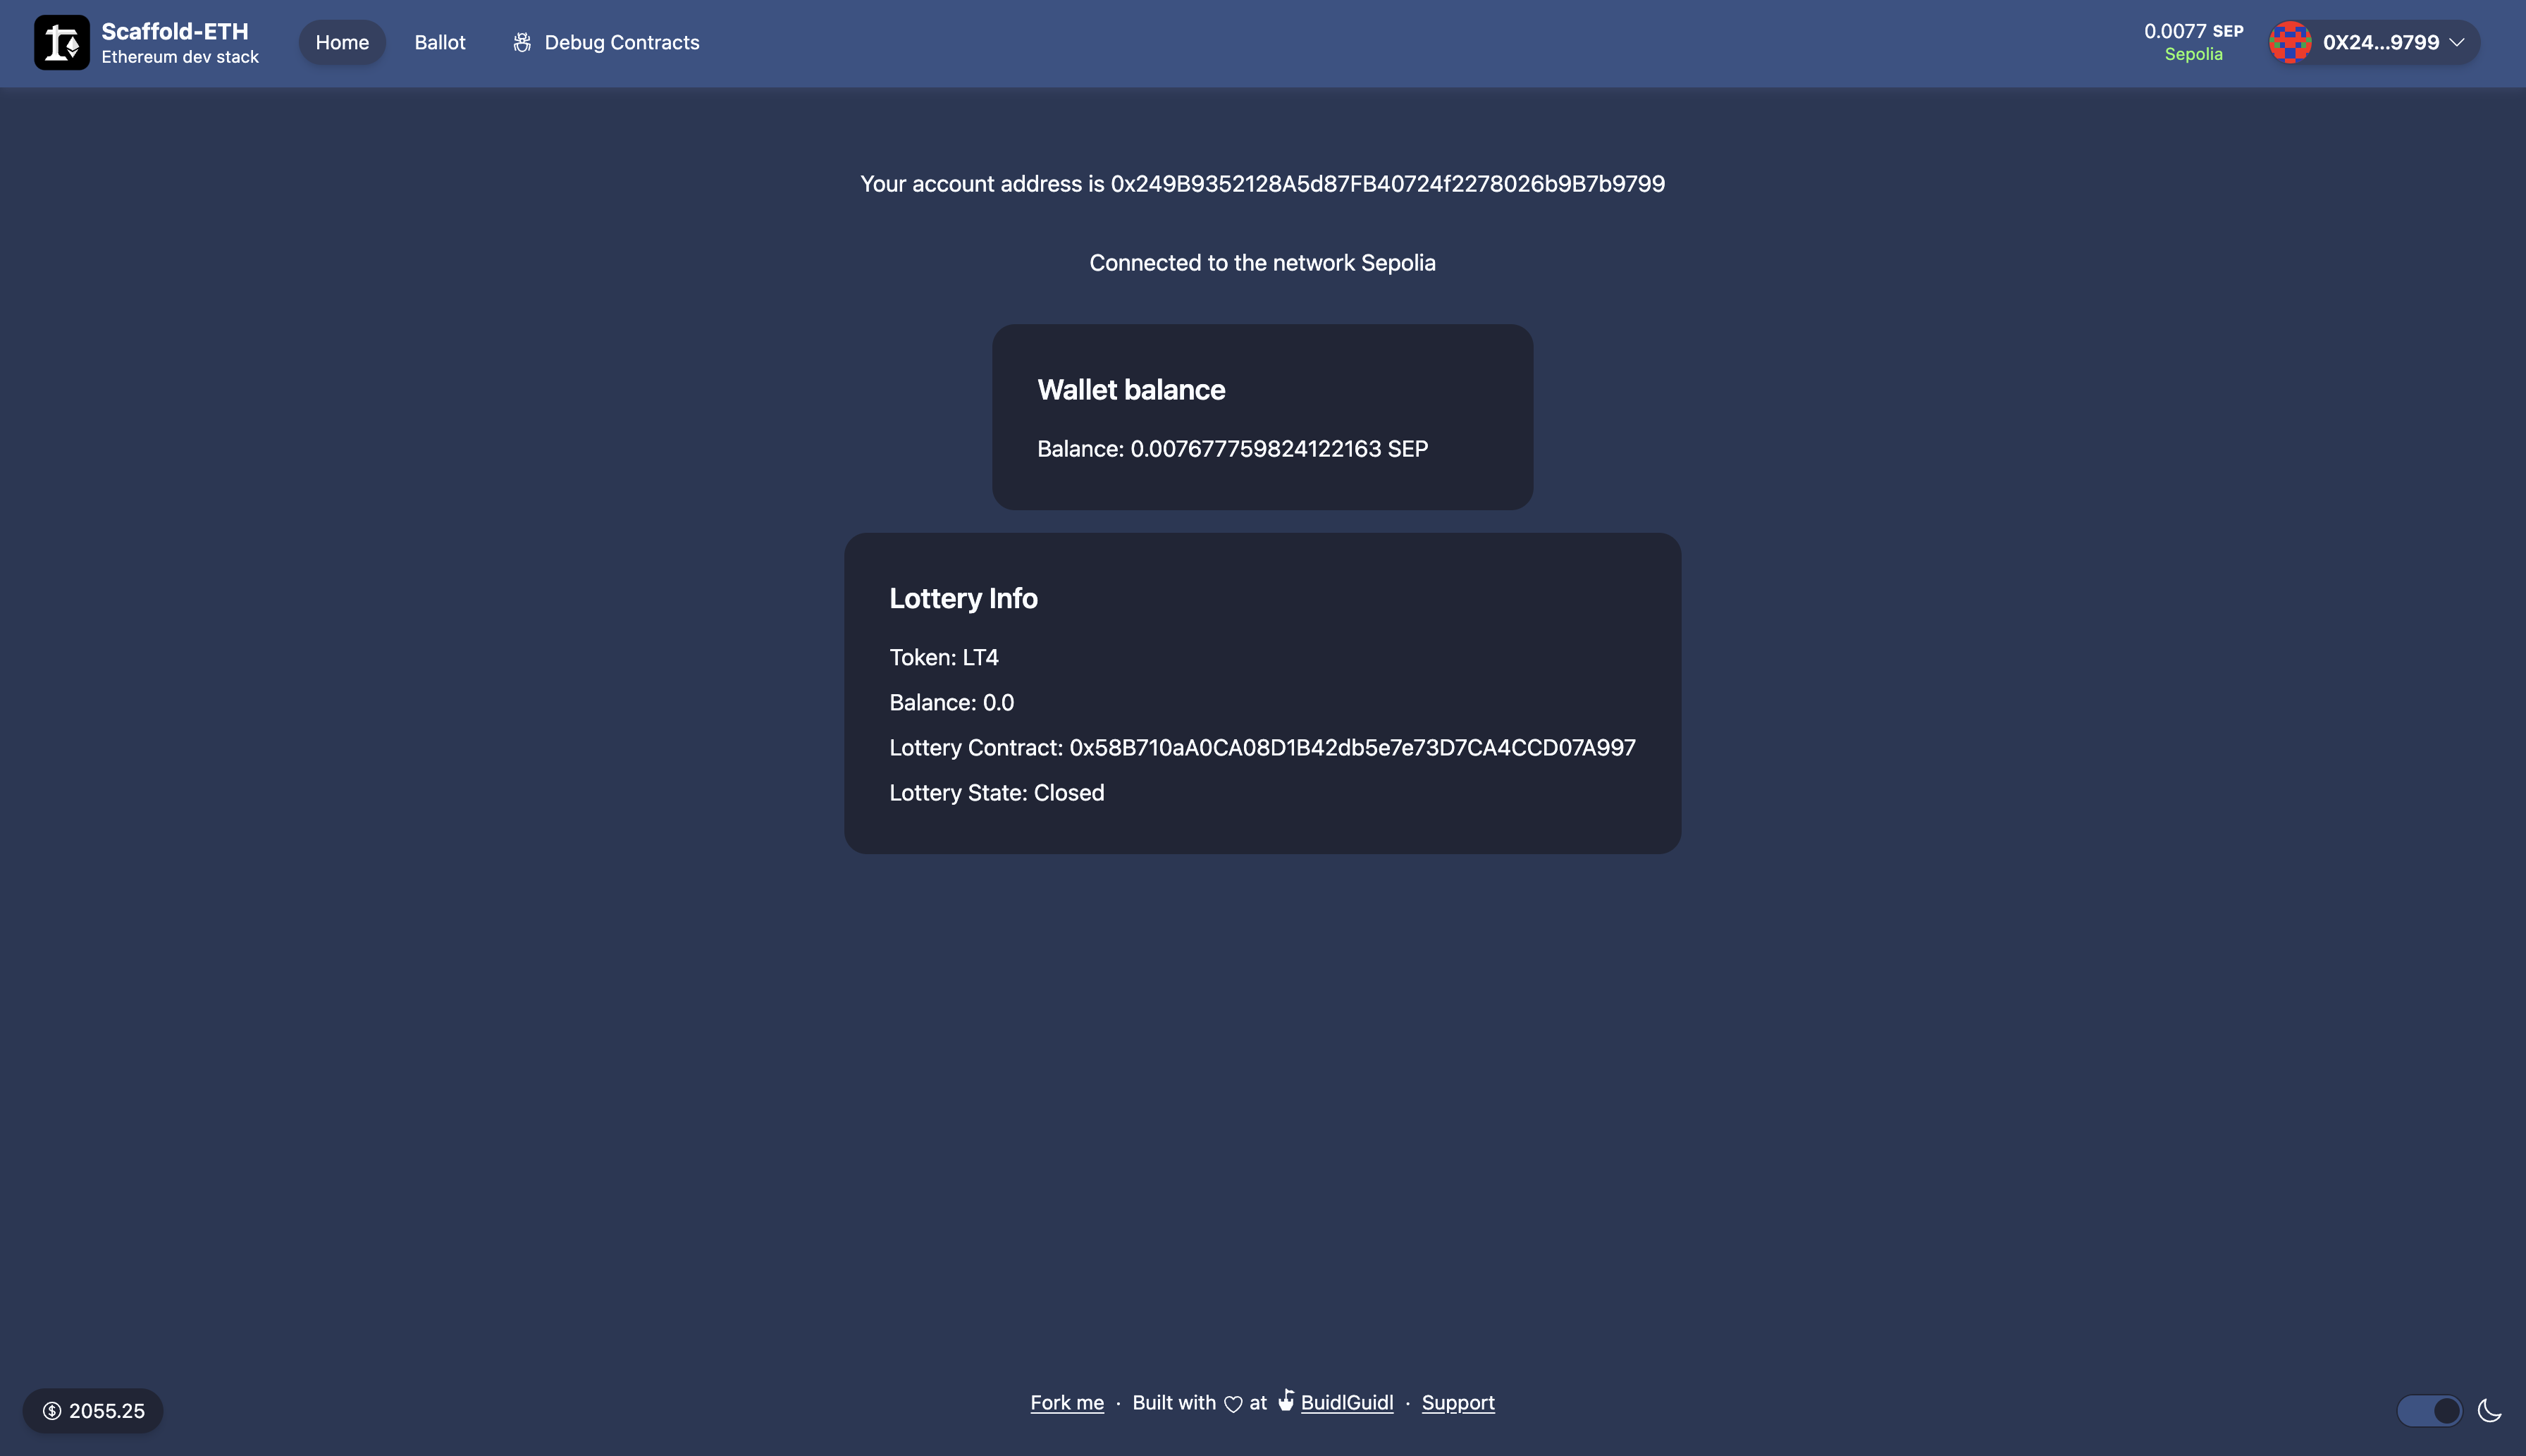 Scaffold-ETH
Ethereum dev stack
Home
Ballot
Debug Contracts
0.0077 SEP
Sepolia
0X24...9799
Your account address is 0x249B9352128A5d87FB40724f2278026b9B7b9799
Connected to the network Sepolia
Wallet balance
Balance: 0.007677759824122163 SEP
Lottery Info
Token: LT4
Balance: 0.0
Lottery Contract: 0x58B710aA0CA08D1B42db5e7e73D7CA4CCD07A997
Lottery State: Closed
2055.25
Fork me · Built with at BuidlGuidl · Support